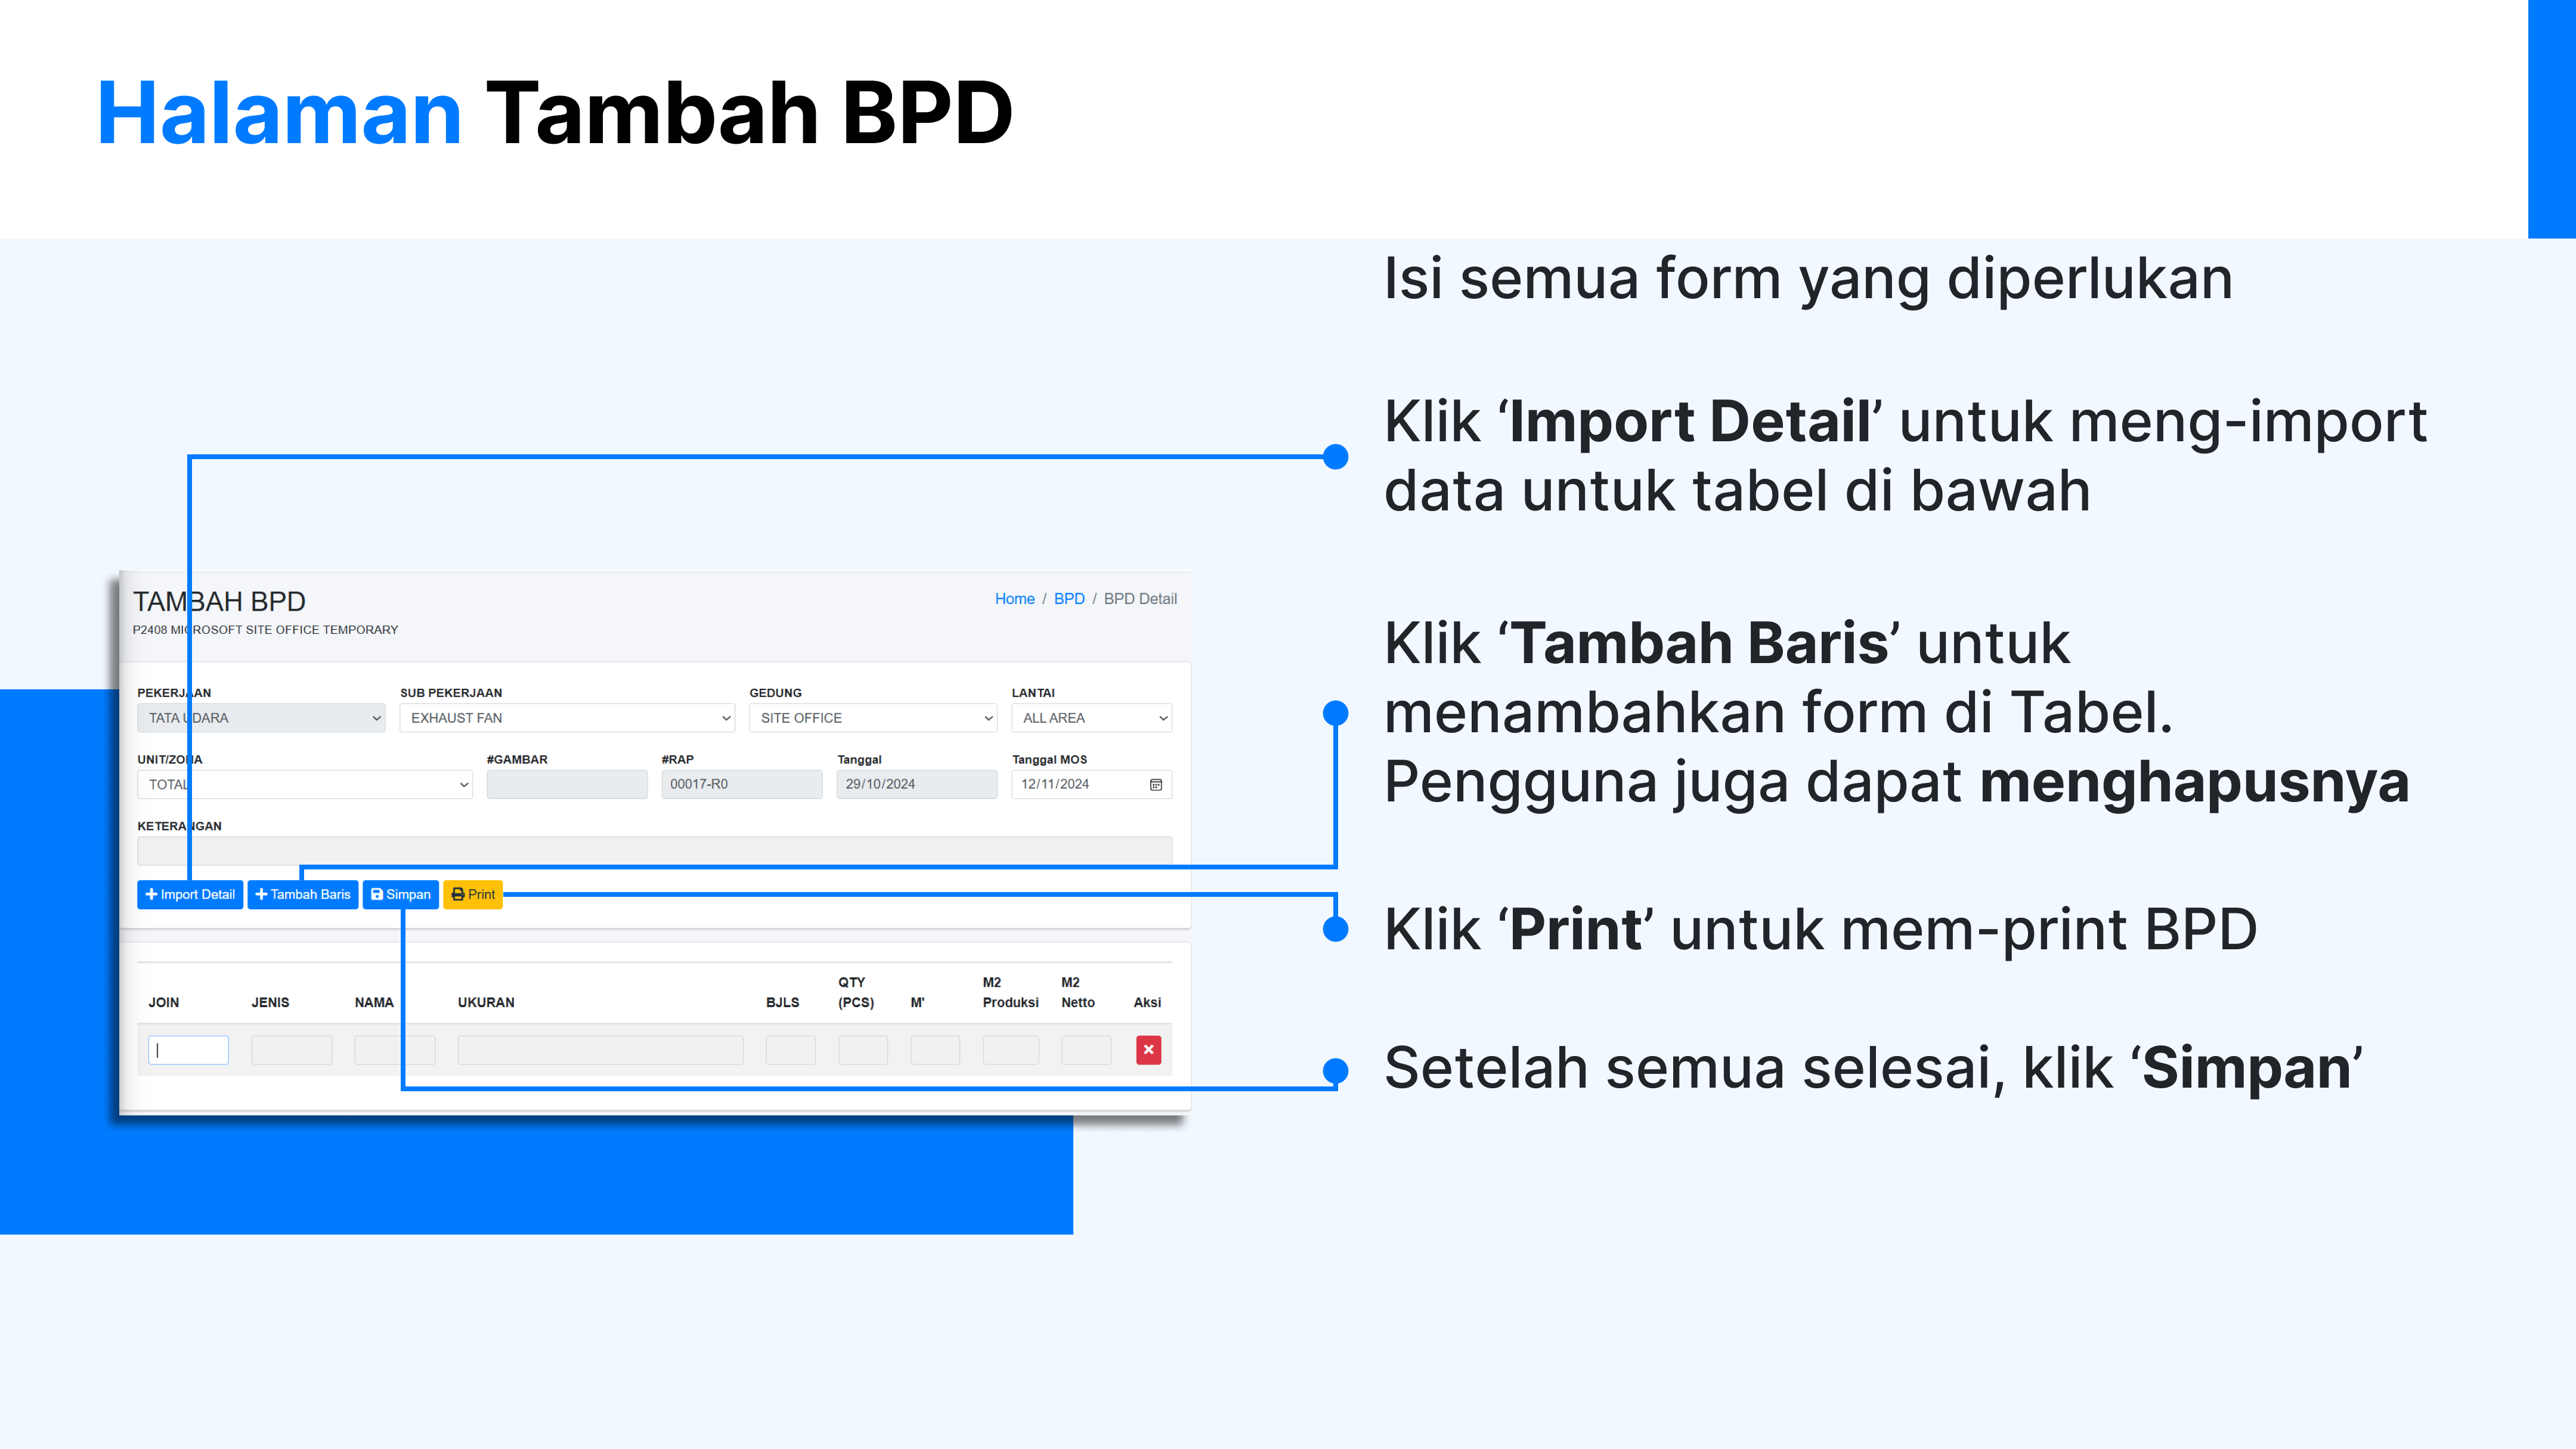 Halaman Tambah BPD
Isi semua form yang diperlukan
Klik ‘Import Detail’ untuk meng-import
data untuk tabel di bawah
Klik ‘Tambah Baris’ untuk
menambahkan form di Tabel.
Pengguna juga dapat menghapusnya
Klik ‘Print’ untuk mem-print BPD
Setelah semua selesai, klik ‘Simpan’
TAMBAH BPD
Home / BPD / BPD Detail
P2408 MICROSOFT SITE OFFICE TEMPORARY
PEKERJAAN SUB PEKERJAAN GEDUNG LANTAI
TATA UDARA EXHAUST FAN SITE OFFICE ALL AREA
UNIT/ZONA #GAMBAR #RAP Tanggal Tanggal MOS
TOTAL 00017-R0 29/10/2024 12/11/2024
KETERANGAN
Import Detail Tambah Baris Simpan Print
JOIN JENIS NAMA UKURAN BJLS QTY (PCS) M' M2 Produksi M2 Netto Aksi